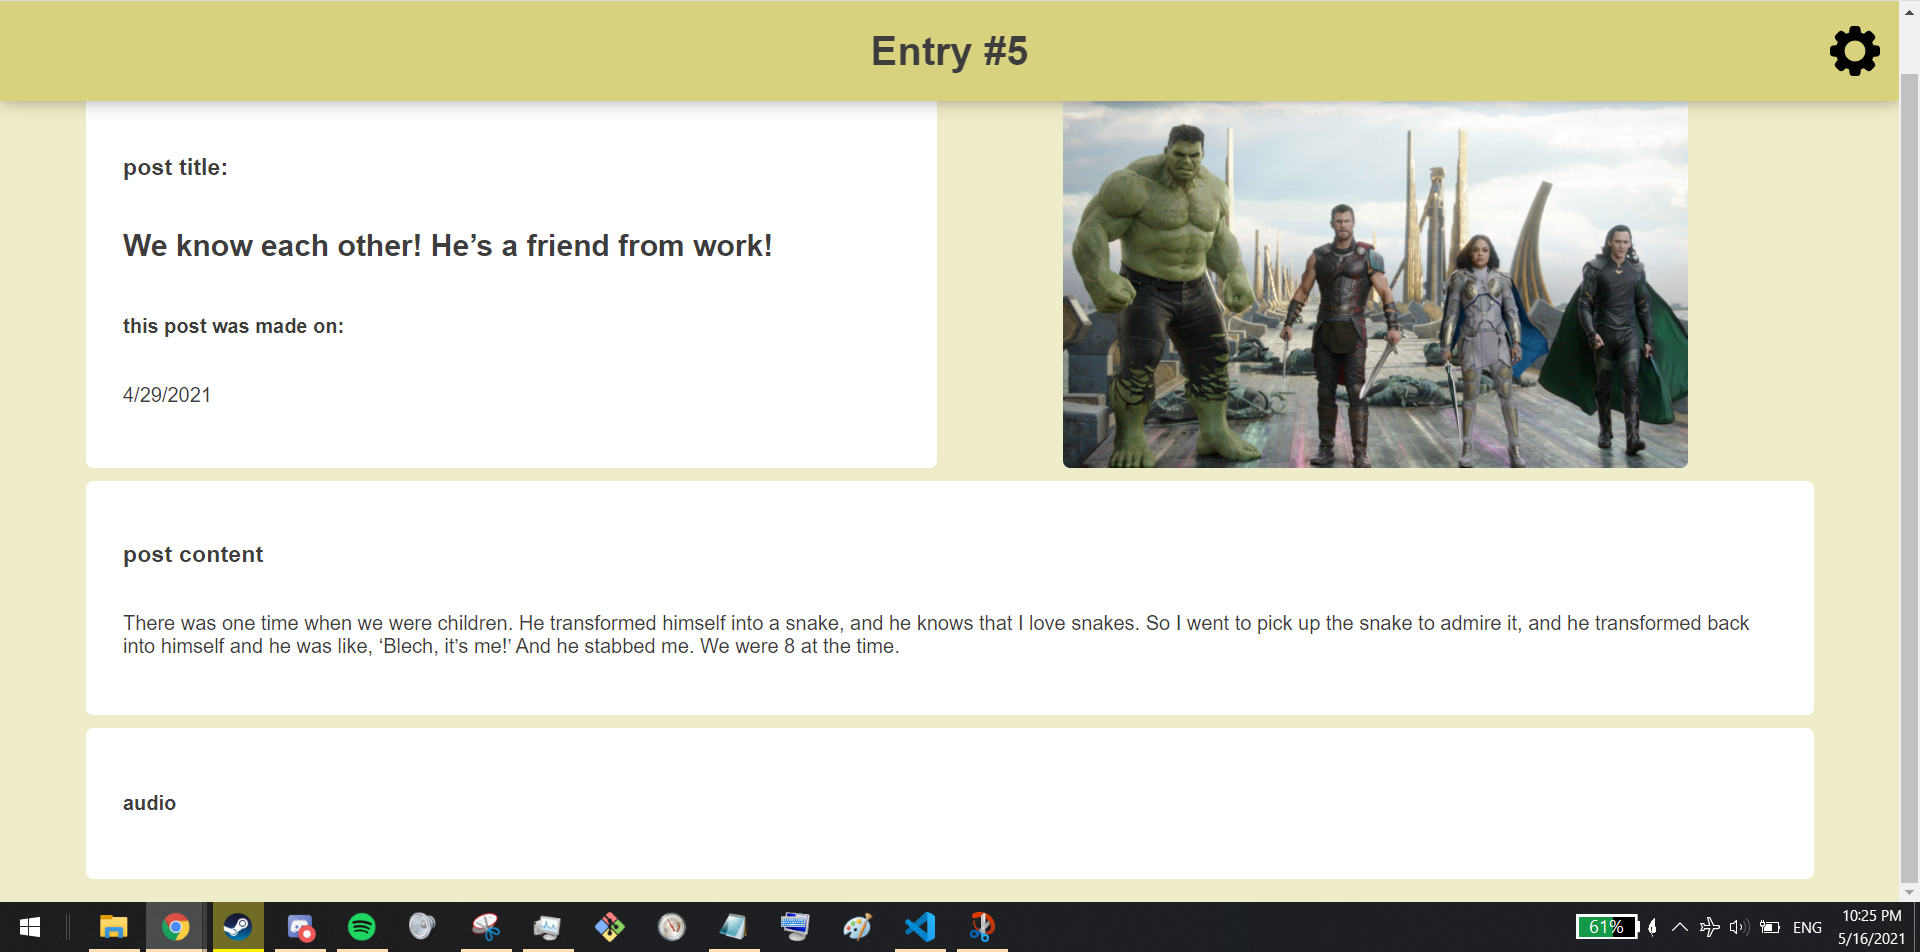 Entry #5
post title:
We know each other! He’s a friend from work!
this post was made on:
4/29/2021
post content
There was one time when we were children. He transformed himself into a snake, and he knows that I love snakes. So I went to pick up the snake to admire it, and he transformed back
into himself and he was like, ‘Blech, it’s me!’ And he stabbed me. We were 8 at the time.
audio
61%
ENG
10:25 PM
5/16/2021